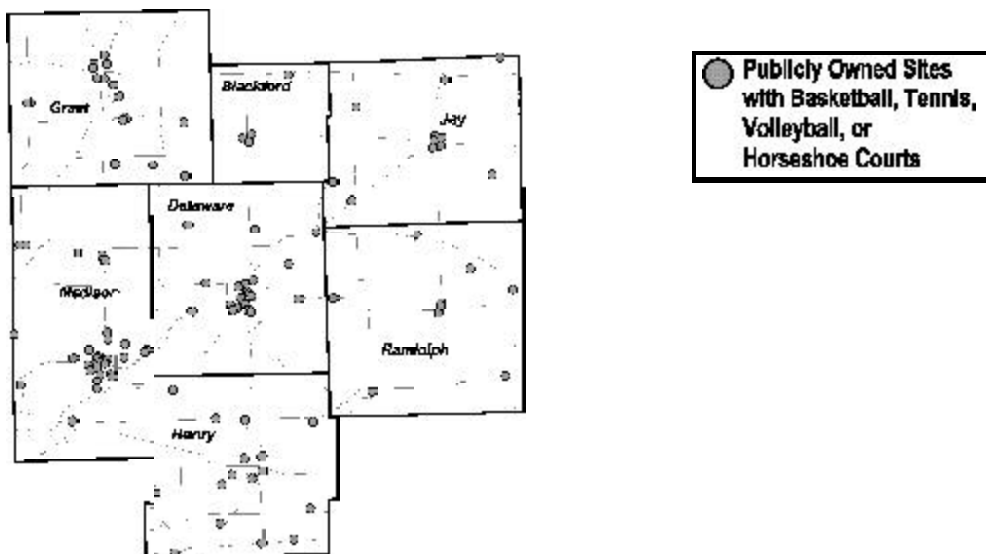 Grant
Blackford
Jay
Delaware
Madison
Randolph
Henry
Publicly Owned Sites
with Basketball, Tennis,
Volleyball, or
Horseshoe Courts